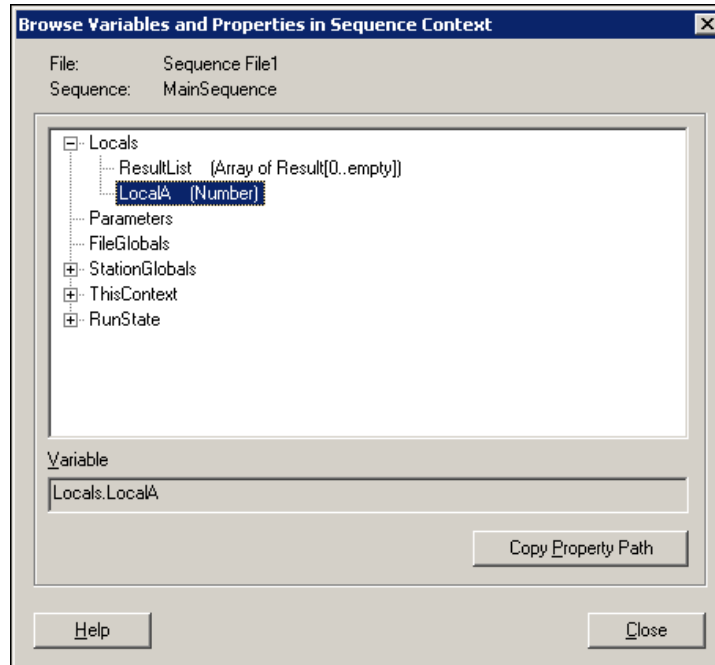 Browse Variables and Properties in Sequence Context
File: Sequence File1
Sequence: MainSequence
Locals
ResultList (Array of Result[0..empty])
LocalA (Number)
Parameters
FileGlobals
StationGlobals
ThisContext
RunState
Variable
Locals.LocalA
Copy Property Path
Help Close